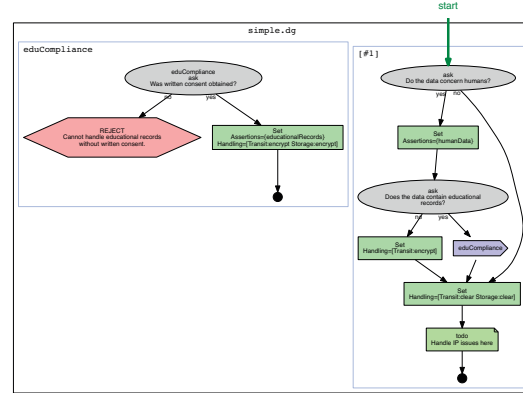 start
simple.dg
eduCompliance
eduCompliance
ask
Was written consent obtained?
no
yes
REJECT
Cannot handle educational records
without written consent.
Set
Assertions=(educationalRecords)
Handling=[Transit:encrypt Storage:encrypt]
[#1]
ask
Do the data concern humans?
yes
no
Set
Assertions=(humanData)
ask
Does the data contain educational
records?
no
yes
Set
Handling=[Transit:encrypt]
eduCompliance
Set
Handling=[Transit:clear Storage:clear]
todo
Handle IP issues here